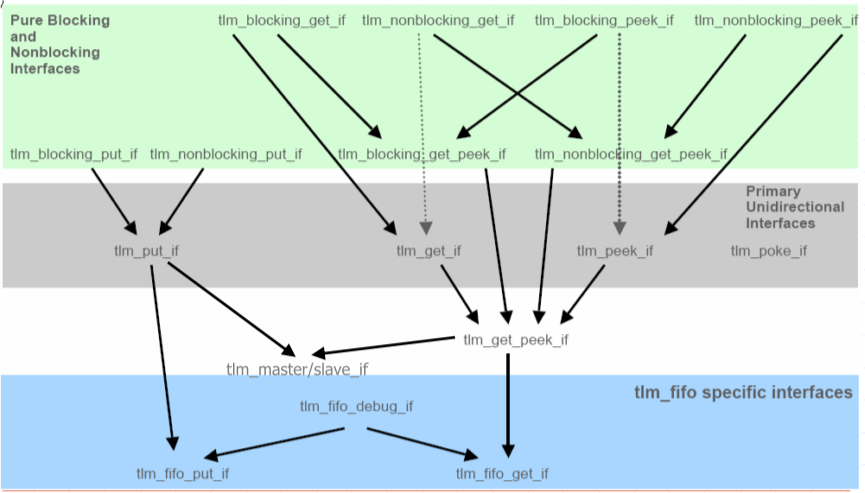 Pure Blocking
and
Nonblocking
Interfaces
tlm_blocking_get_if tlm_nonblocking_get_if tlm_blocking_peek_if tlm_nonblocking_peek_if
tlm_blocking_put_if tlm_nonblocking_put_if tlm_blocking_get_peek_if tlm_nonblocking_get_peek_if
Primary
Unidirectional
Interfaces
tlm_put_if tlm_get_if tlm_peek_if tlm_poke_if
tlm_get_peek_if
tlm_master/slave_if
tlm_fifo specific interfaces
tlm_fifo_debug_if
tlm_fifo_put_if tlm_fifo_get_if